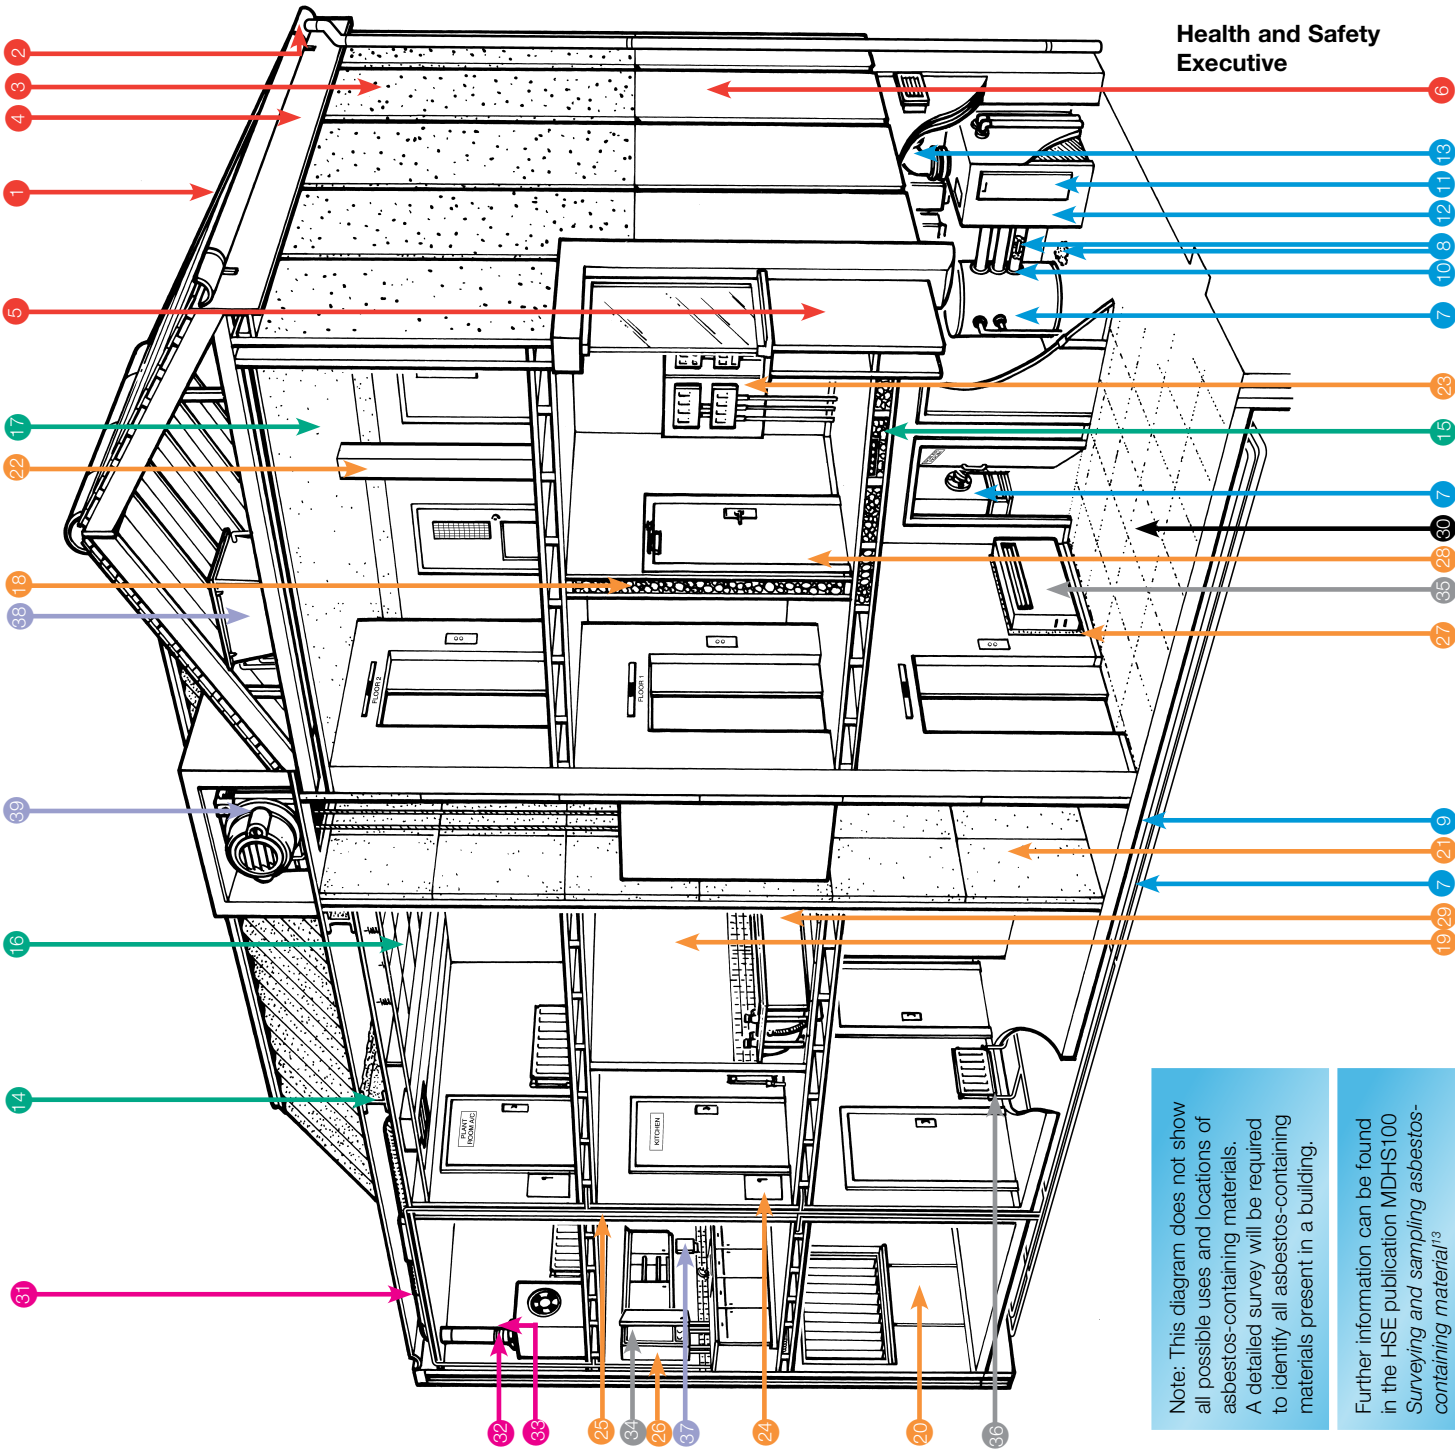 Health and Safety
Executive
1
2
3
4
5
6
7
7
7
8
9
10
11
12
13
14
15
16
17
18
19
20
21
22
23
24
25
26
27
28
29
30
31
32
33
34
35
36
37
38
39
FLOOR 2
FLOOR 1
PLANT
ROOM A/C
KITCHEN
Note: This diagram does not show
all possible uses and locations of
asbestos-containing materials.
A detailed survey will be required
to identify all asbestos-containing
materials present in a building.
Further information can be found
in the HSE publication MDHS100
Surveying and sampling asbestos-
containing material13